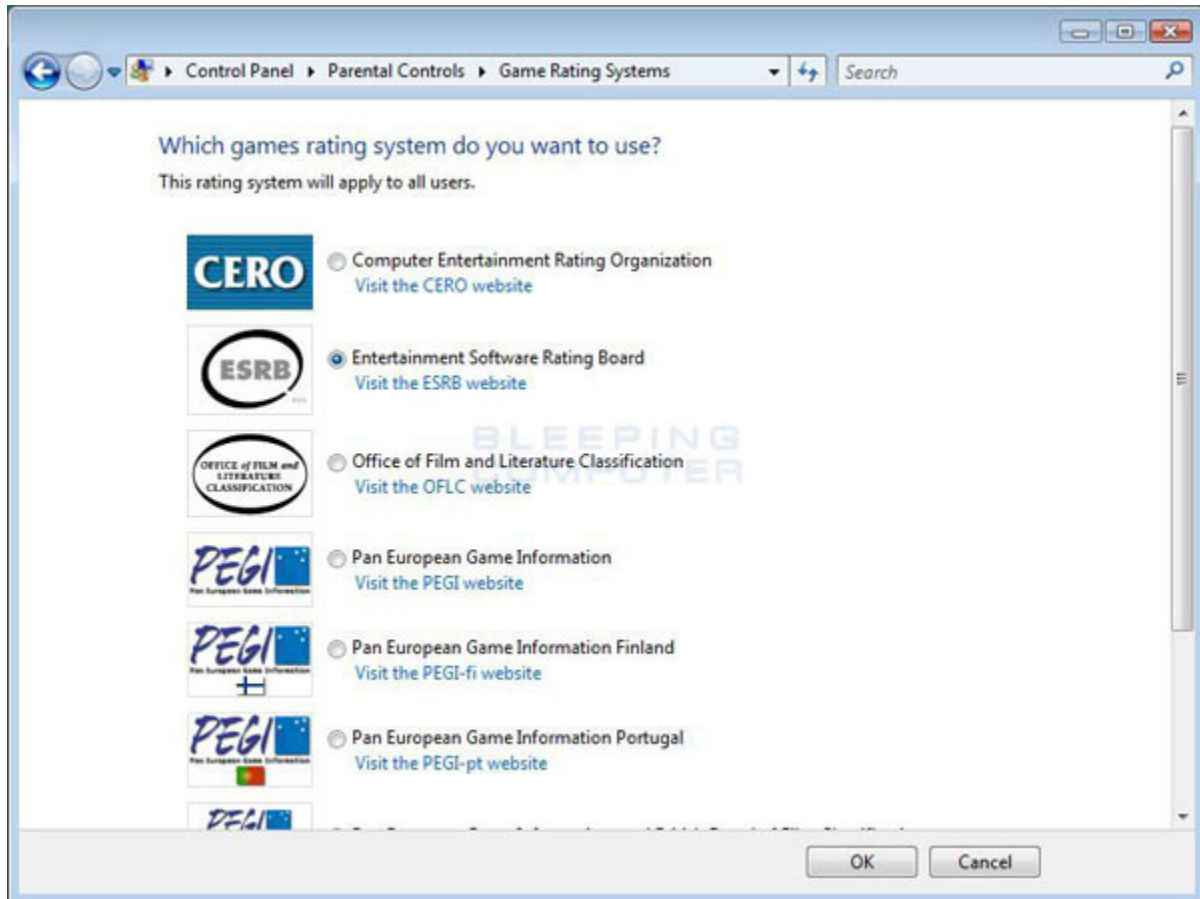 Control Panel Parental Controls Game Rating Systems Search
Which games rating system do you want to use?
This rating system will apply to all users.
CERO
Computer Entertainment Rating Organization
Visit the CERO website
ESRB
Entertainment Software Rating Board
Visit the ESRB website
BLEEPING
COMPUTER
OFFICE of FILM and
LITERATURE
CLASSIFICATION
Office of Film and Literature Classification
Visit the OFLC website
PEGI
Pan European Game Information
Pan European Game Information
Visit the PEGI website
PEGI
Pan European Game Information
Pan European Game Information Finland
Visit the PEGI-fi website
PEGI
Pan European Game Information
Pan European Game Information Portugal
Visit the PEGI-pt website
PEGI
OK Cancel